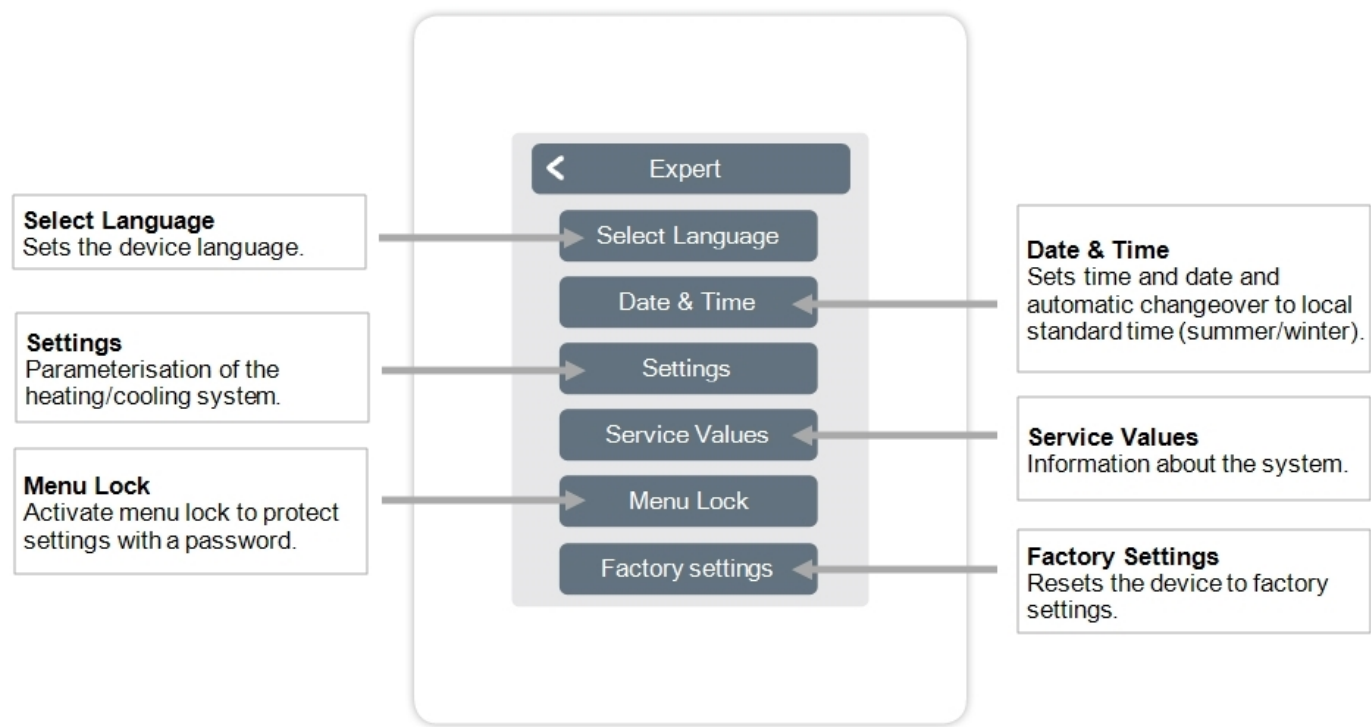 Expert
Select Language
Date & Time
Settings
Service Values
Menu Lock
Factory settings
Select Language
Sets the device language.
Settings
Parameterisation of the
heating/cooling system.
Menu Lock
Activate menu lock to protect
settings with a password.
Date & Time
Sets time and date and
automatic changeover to local
standard time (summer/winter).
Service Values
Information about the system.
Factory Settings
Resets the device to factory
settings.